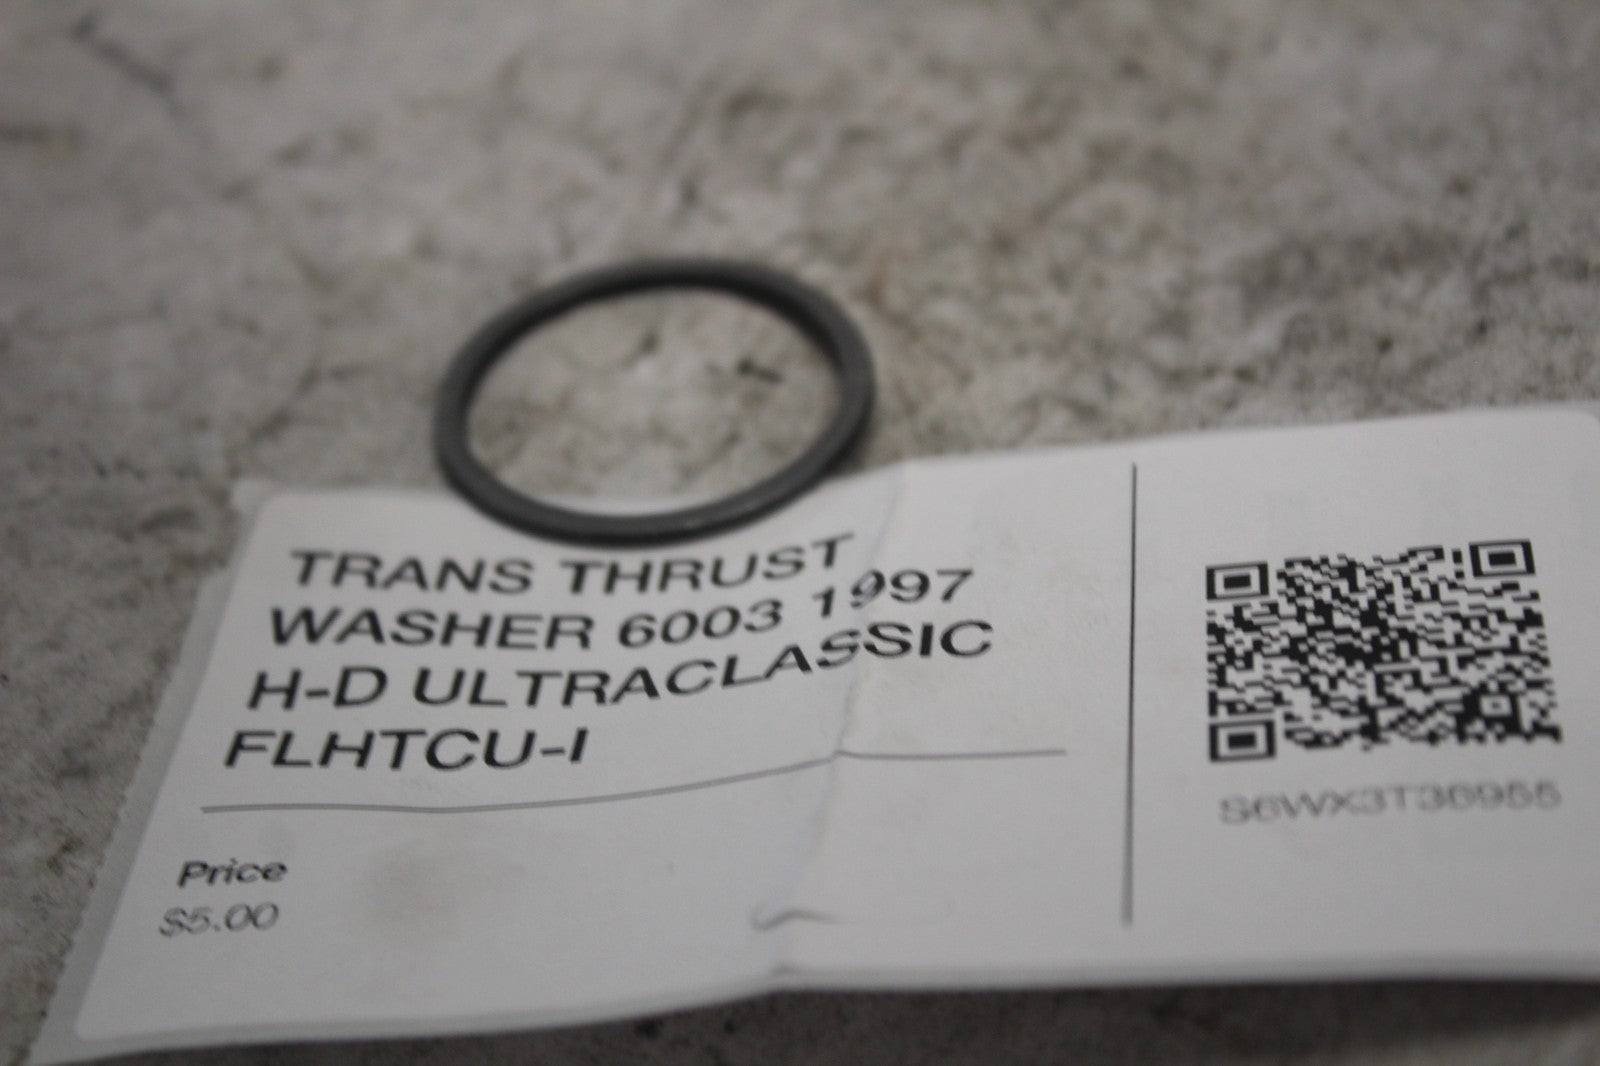 TRANS THRUST
WASHER 6003 1997
H-D ULTRACLASSIC
FLHTCU-I
Price
$5.00
S6WX3T36955